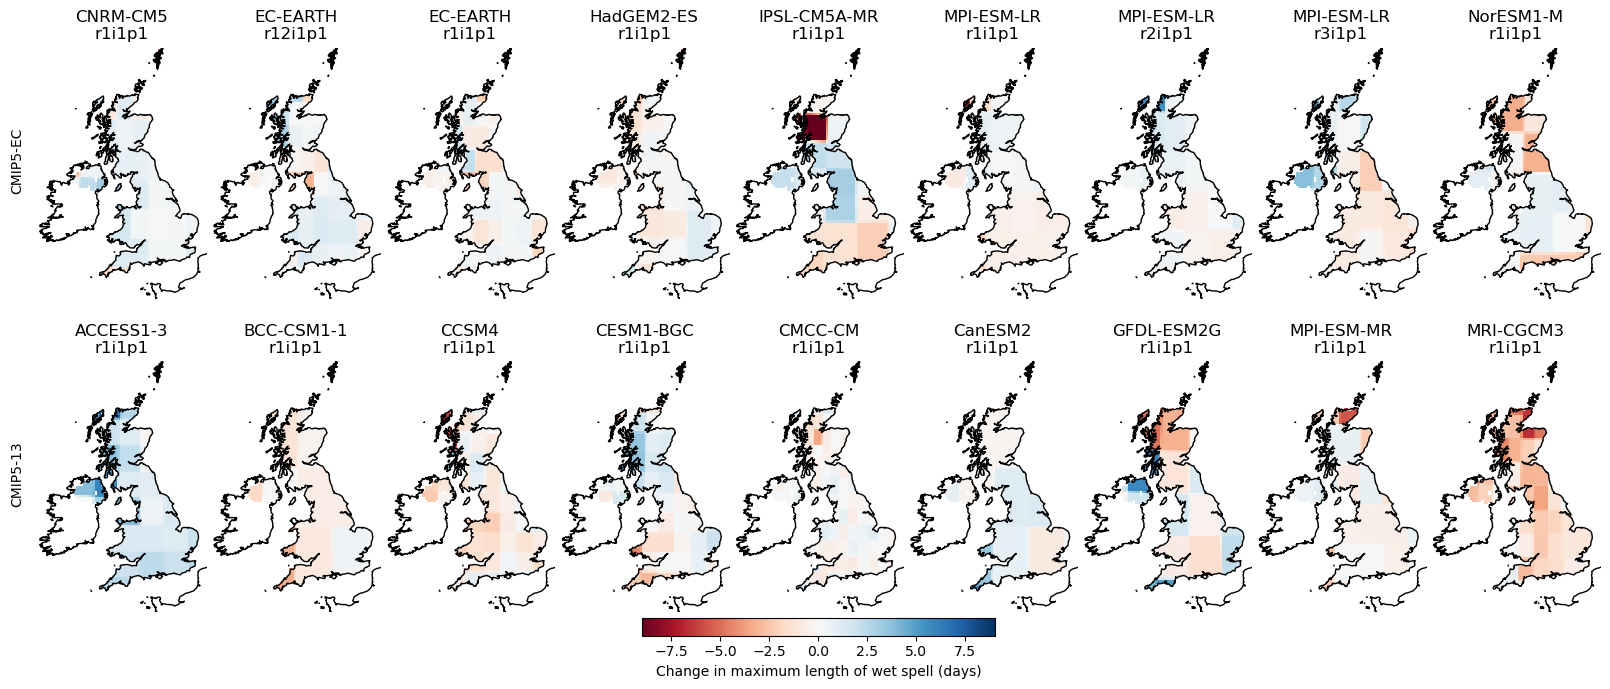 CNRM-CM5
r1i1p1
EC-EARTH
r12i1p1
EC-EARTH
r1i1p1
HadGEM2-ES
r1i1p1
IPSL-CM5A-MR
r1i1p1
MPI-ESM-LR
r1i1p1
MPI-ESM-LR
r2i1p1
MPI-ESM-LR
r3i1p1
NorESM1-M
r1i1p1
CMIP5-EC
ACCESS1-3
r1i1p1
BCC-CSM1-1
r1i1p1
CCSM4
r1i1p1
CESM1-BGC
r1i1p1
CMCC-CM
r1i1p1
CanESM2
r1i1p1
GFDL-ESM2G
r1i1p1
MPI-ESM-MR
r1i1p1
MRI-CGCM3
r1i1p1
CMIP5-13
−7.5 −5.0 −2.5 0.0 2.5 5.0 7.5
Change in maximum length of wet spell (days)